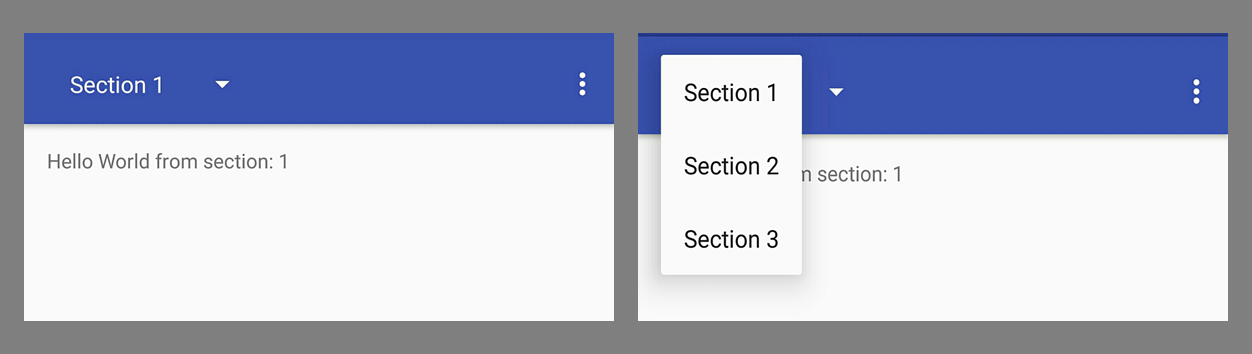 Section 1
Hello World from section: 1
Section 1
Section 2
m section: 1
Section 3